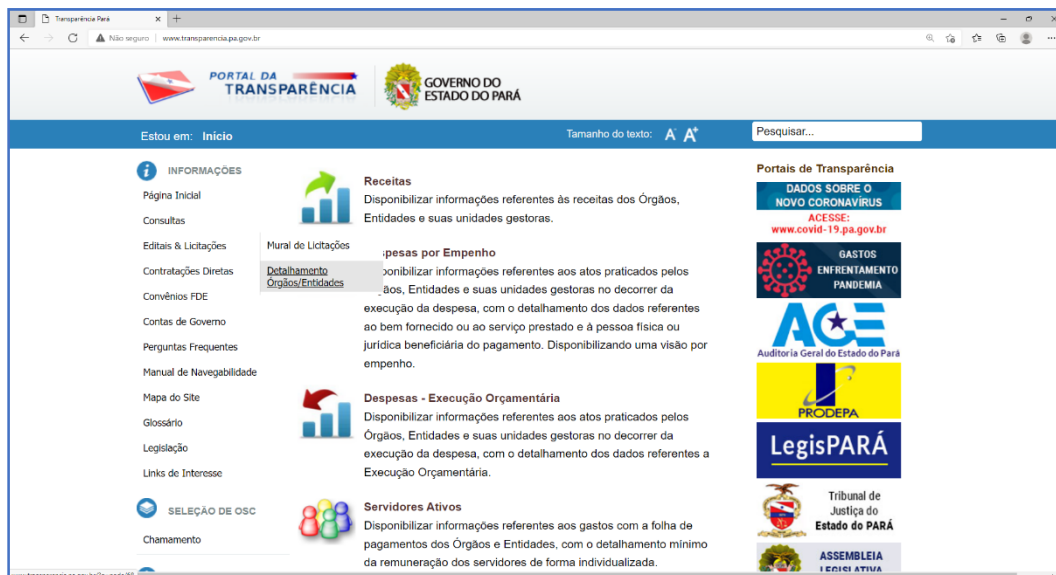 Transparência Pará
Não seguro | www.transparencia.pa.gov.br
PORTAL DA
TRANSPARÊNCIA
GOVERNO DO
ESTADO DO PARÁ
Estou em: Início
Tamanho do texto: A- A+
Pesquisar...
INFORMAÇÕES
Página Inicial
Consultas
Editais & Licitações
Contratações Diretas
Convênios FDE
Contas de Governo
Perguntas Frequentes
Manual de Navegabilidade
Mapa do Site
Glossário
Legislação
Links de Interesse
SELEÇÃO DE OSC
Chamamento
Mural de Licitações
Detalhamento
Órgãos/Entidades
Receitas
Disponibilizar informações referentes às receitas dos Órgãos,
Entidades e suas unidades gestoras.
spesas por Empenho
ponibilizar informações referentes aos atos praticados pelos
ãos, Entidades e suas unidades gestoras no decorrer da
execução da despesa, com o detalhamento dos dados referentes
ao bem fornecido ou ao serviço prestado e à pessoa física ou
jurídica beneficiária do pagamento. Disponibilizando uma visão por
empenho.
Despesas - Execução Orçamentária
Disponibilizar informações referentes aos atos praticados pelos
Órgãos, Entidades e suas unidades gestoras no decorrer da
execução da despesa, com o detalhamento dos dados referentes a
Execução Orçamentária.
Servidores Ativos
Disponibilizar informações referentes aos gastos com a folha de
pagamentos dos Órgãos e Entidades, com o detalhamento mínimo
da remuneração dos servidores de forma individualizada.
Portais de Transparência
DADOS SOBRE O
NOVO CORONAVÍRUS
ACESSE:
www.covid-19.pa.gov.br
GASTOS
ENFRENTAMENTO
PANDEMIA
AGE
Auditoria Geral do Estado do Pará
PRODEPA
LegisPARÁ
Tribunal de
Justiça do
Estado do PARÁ
ASSEMBLEIA
LEGISLATIVA